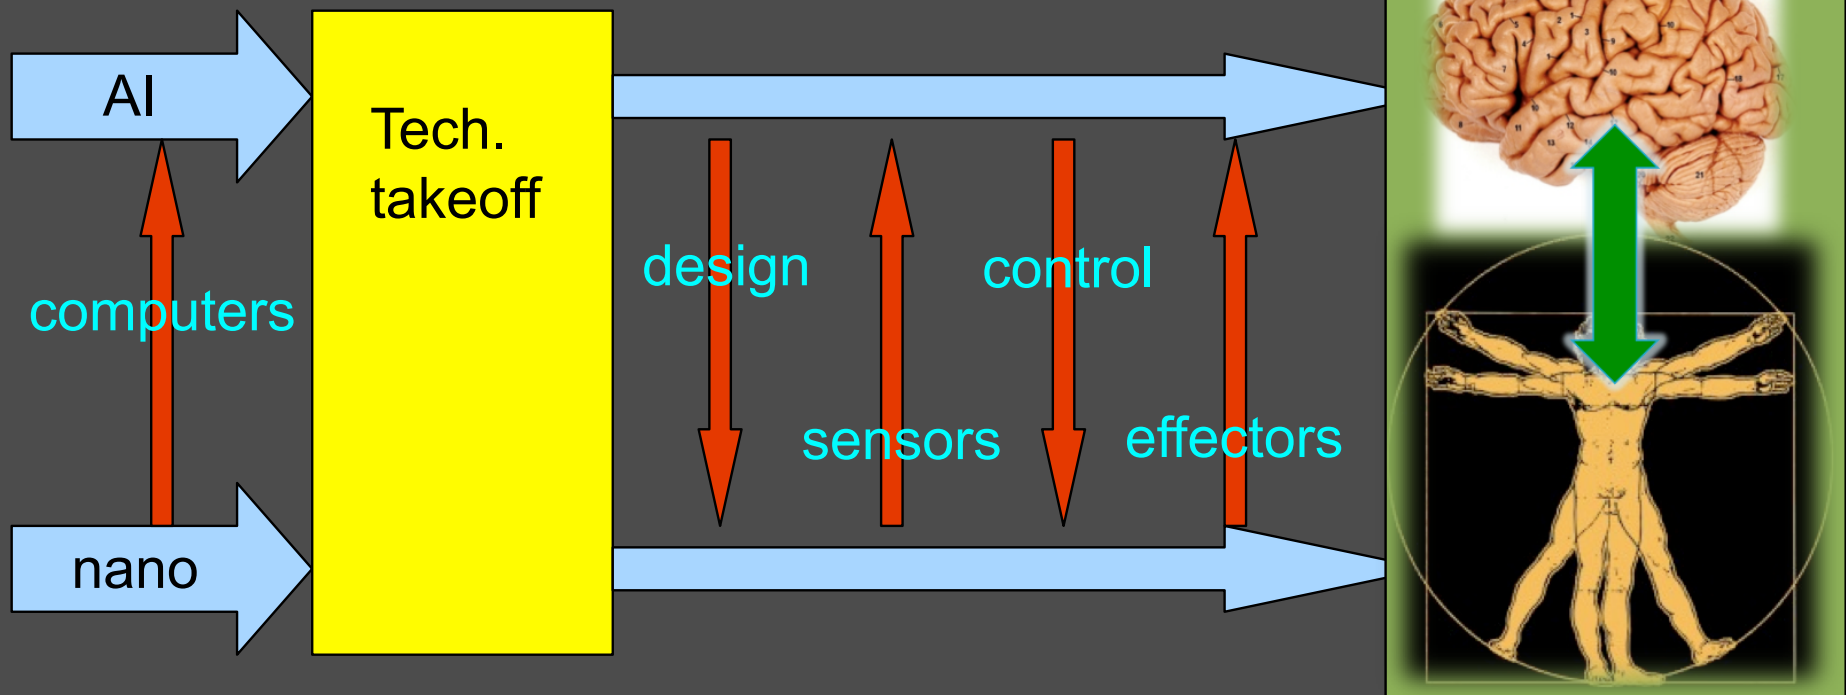 AI
Tech.
takeoff
design
control
computers
sensors
effectors
nano